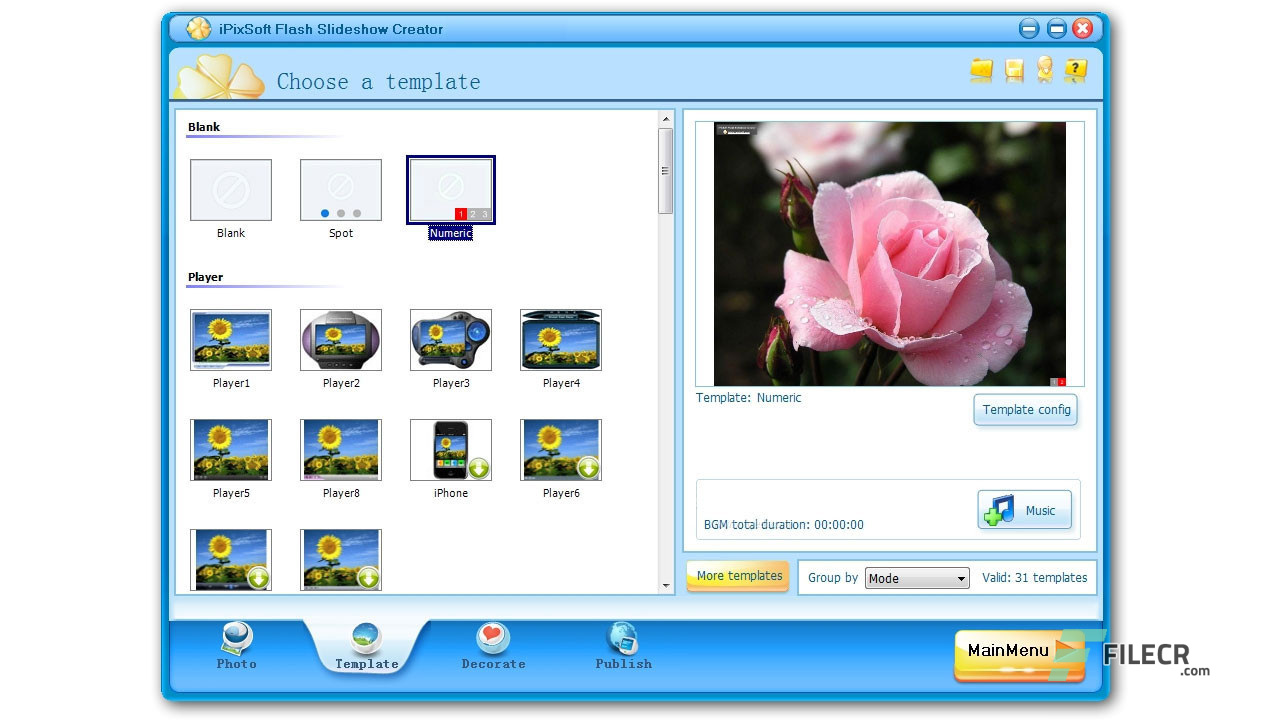 iPixSoft Flash Slideshow Creator
Choose a template
?
Blank
Blank
Spot
1 2 3
Numeric
Player
Player1
Player2
Player3
Player4
Player5
Player8
iPhone
Player6
Template: Numeric
Template config
BGM total duration: 00:00:00
Music
More templates
Group by
Mode
Valid: 31 templates
Photo
Template
Decorate
Publish
MainMenu
FILECR
.com